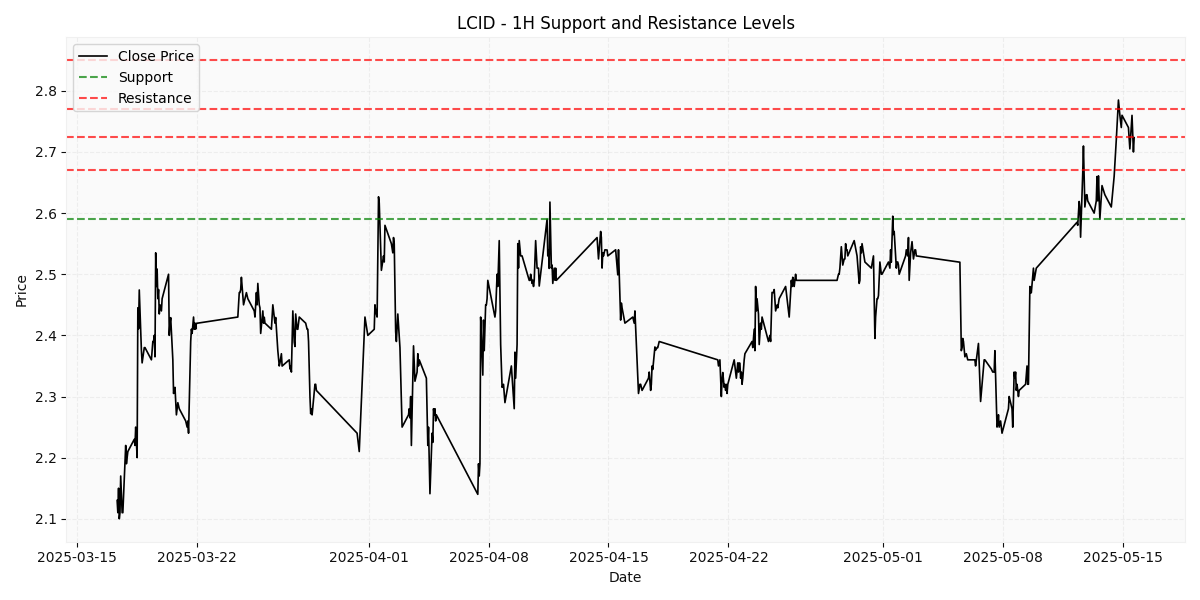 LCID - 1H Support and Resistance Levels
Close Price
Support
Resistance
Price
2.8
2.7
2.6
2.5
2.4
2.3
2.2
2.1
2025-03-15 2025-03-22 2025-04-01 2025-04-08 2025-04-15 2025-04-22 2025-05-01 2025-05-08 2025-05-15
Date